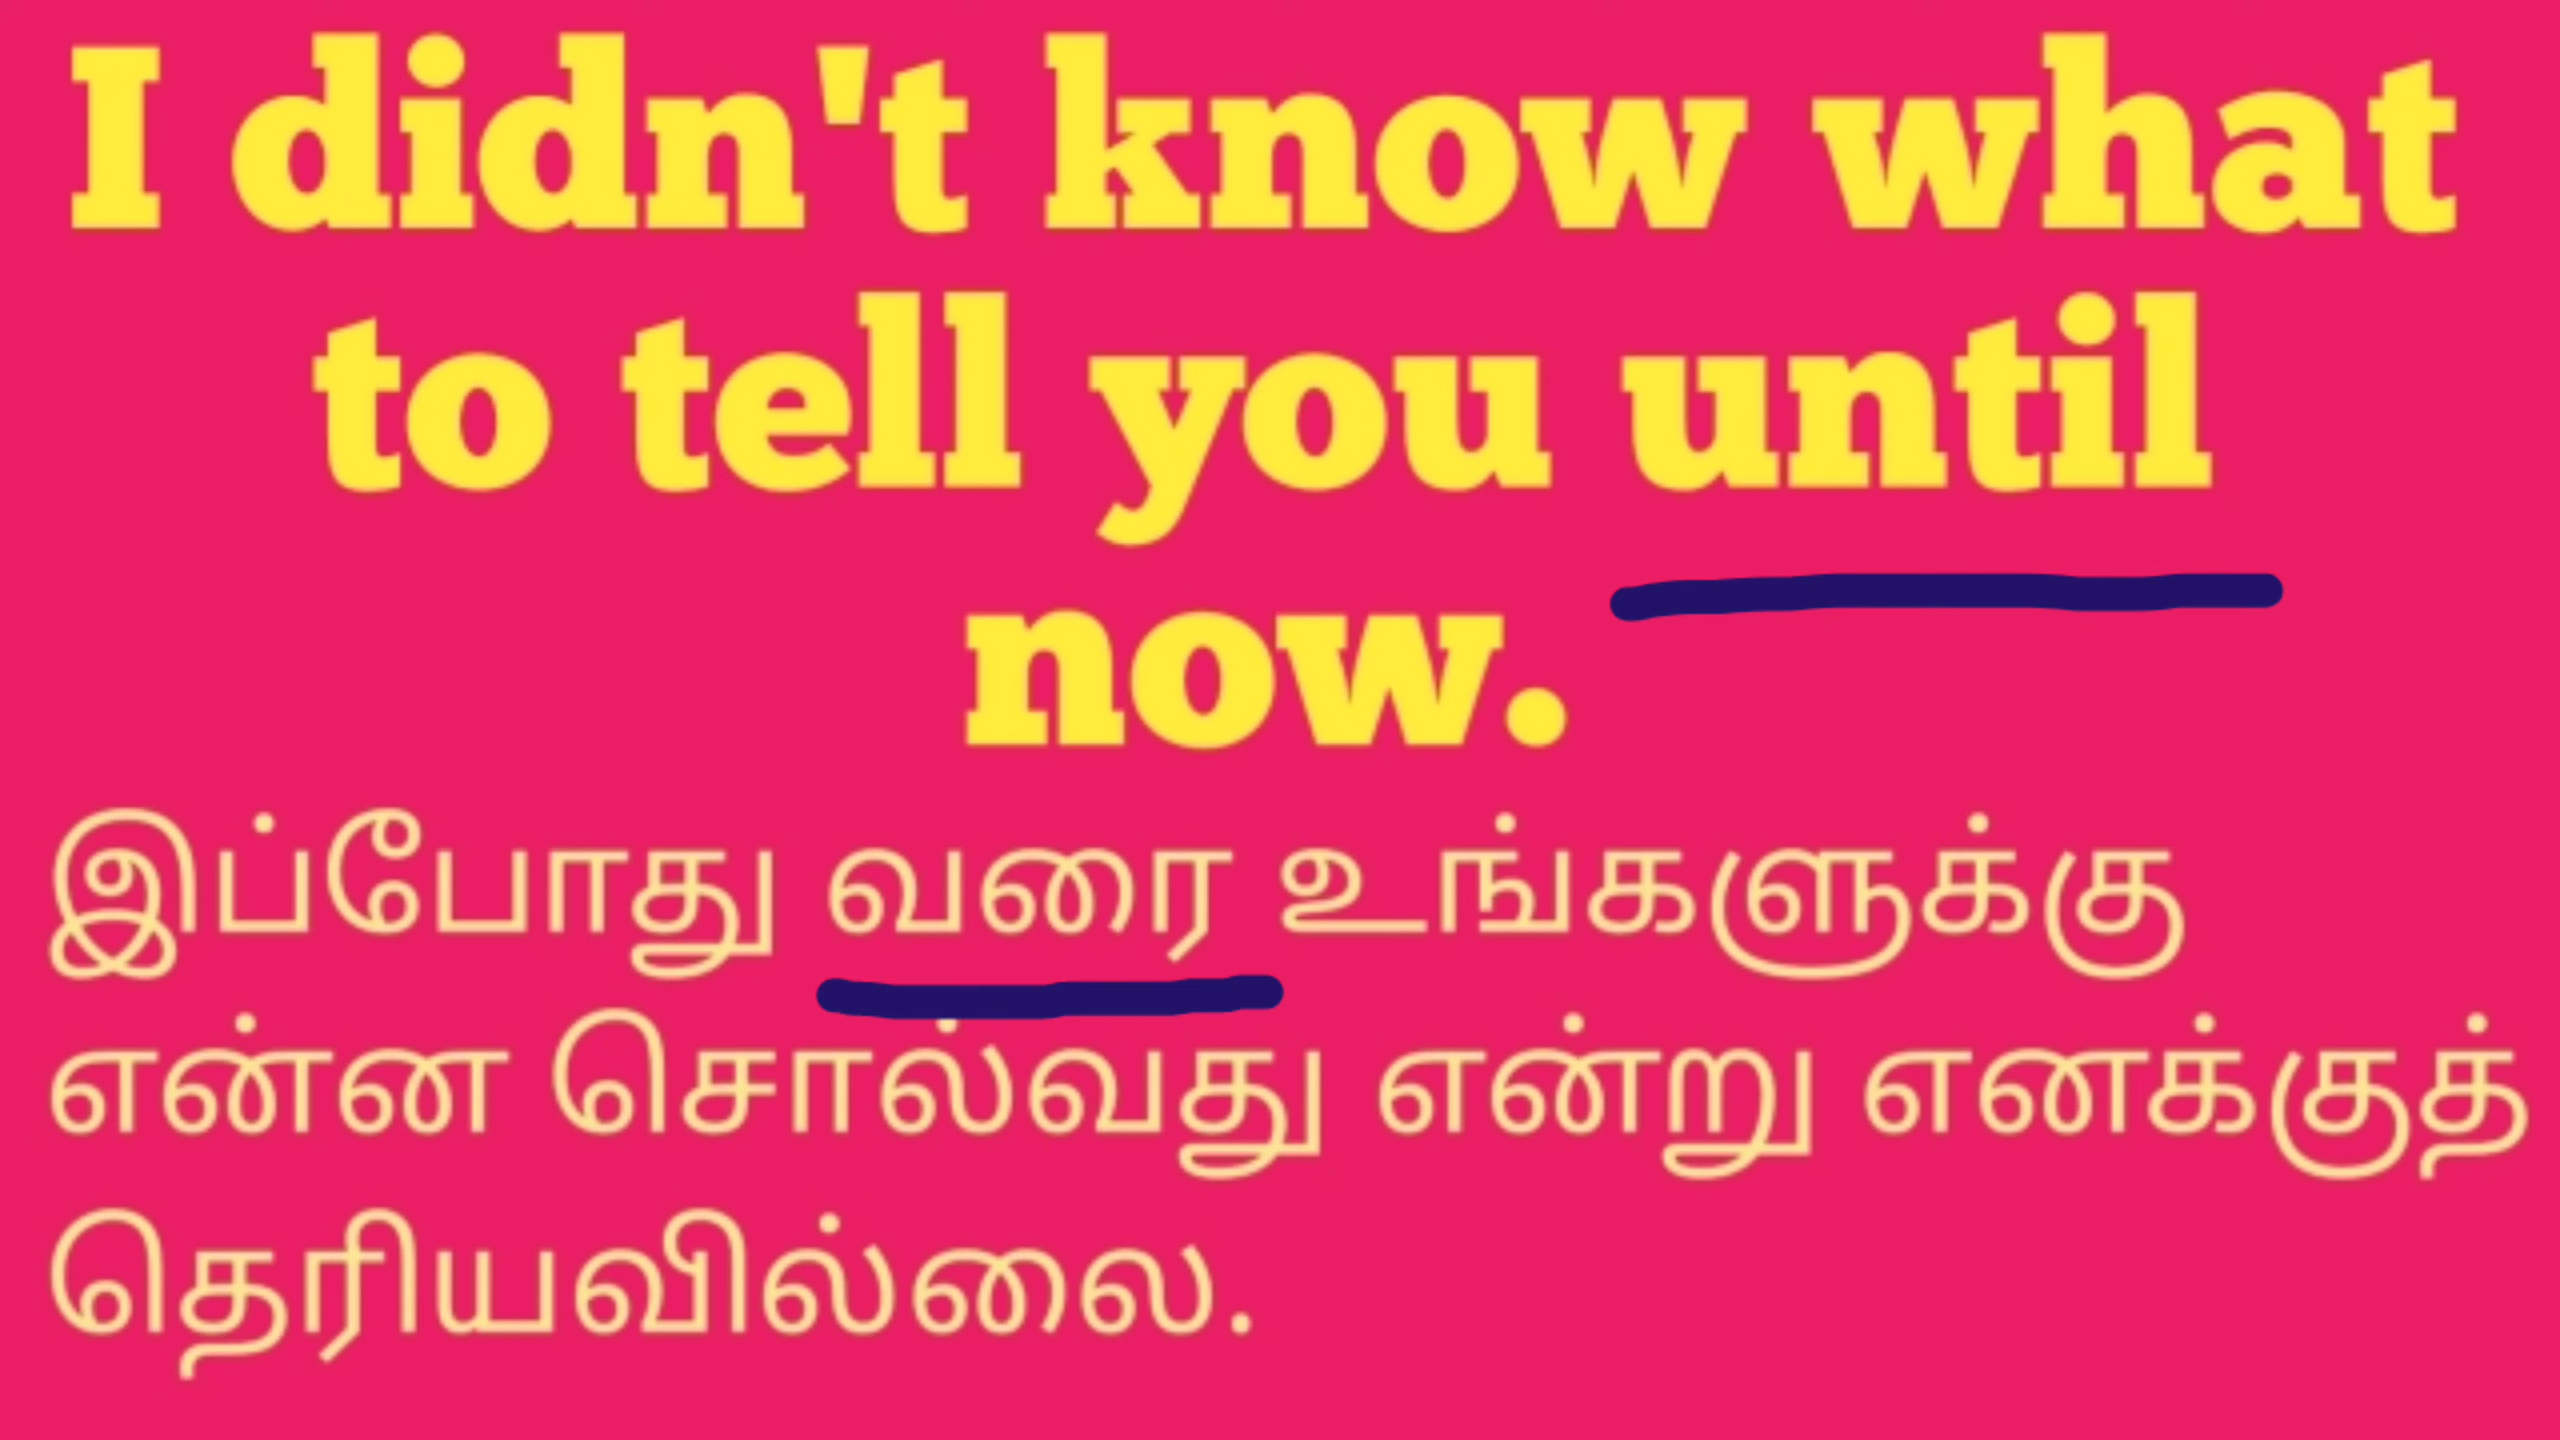 I didn't know what
to tell you until
now.
இப்போது வரை உங்களுக்கு
என்ன சொல்வது என்று எனக்குத்
தெரியவில்லை.